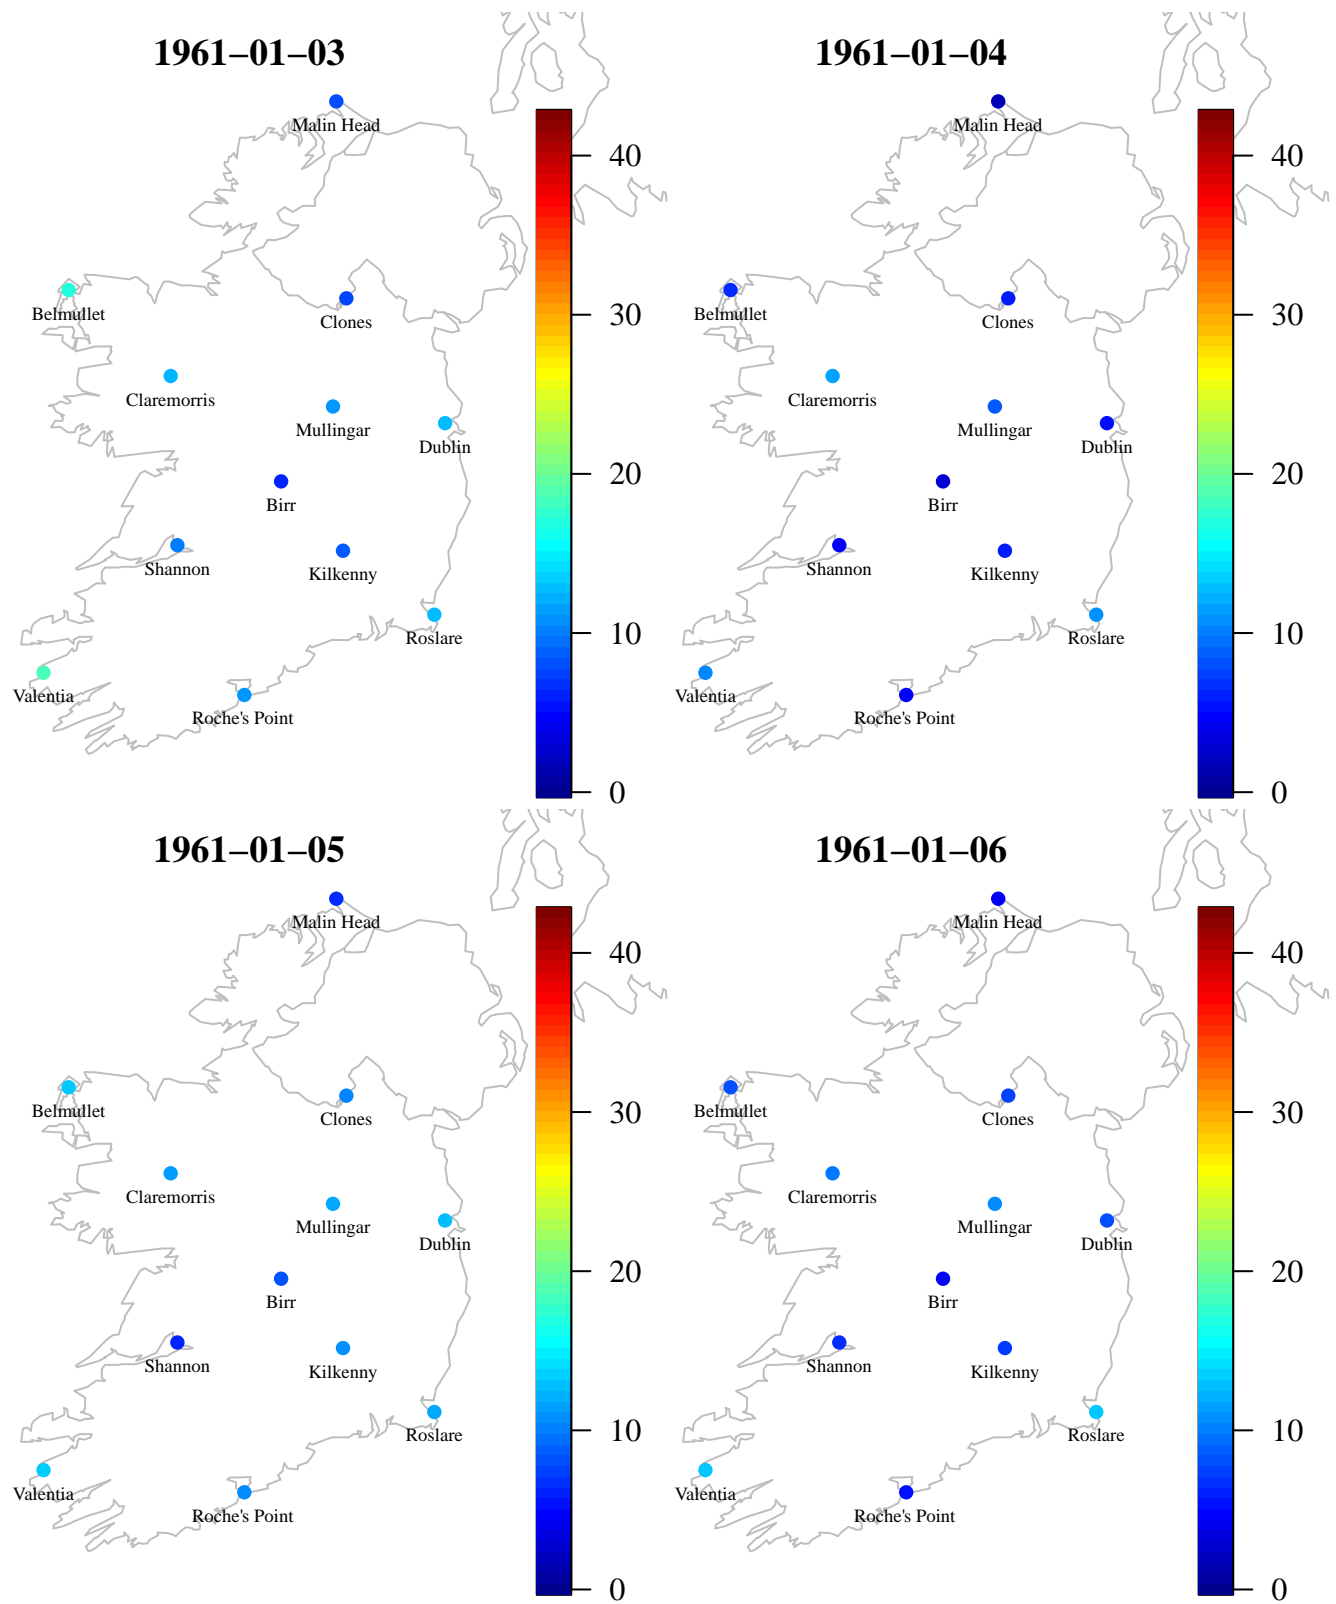 1961–01–03
Malin Head
Belmullet
Clones
Claremorris
Mullingar
Dublin
Birr
Shannon
Kilkenny
Roslare
Valentia
Roche's Point
40
30
20
10
0
1961–01–04
Malin Head
Belmullet
Clones
Claremorris
Mullingar
Dublin
Birr
Shannon
Kilkenny
Roslare
Valentia
Roche's Point
40
30
20
10
0
1961–01–05
Malin Head
Belmullet
Clones
Claremorris
Mullingar
Dublin
Birr
Shannon
Kilkenny
Roslare
Valentia
Roche's Point
40
30
20
10
0
1961–01–06
Malin Head
Belmullet
Clones
Claremorris
Mullingar
Dublin
Birr
Shannon
Kilkenny
Roslare
Valentia
Roche's Point
40
30
20
10
0